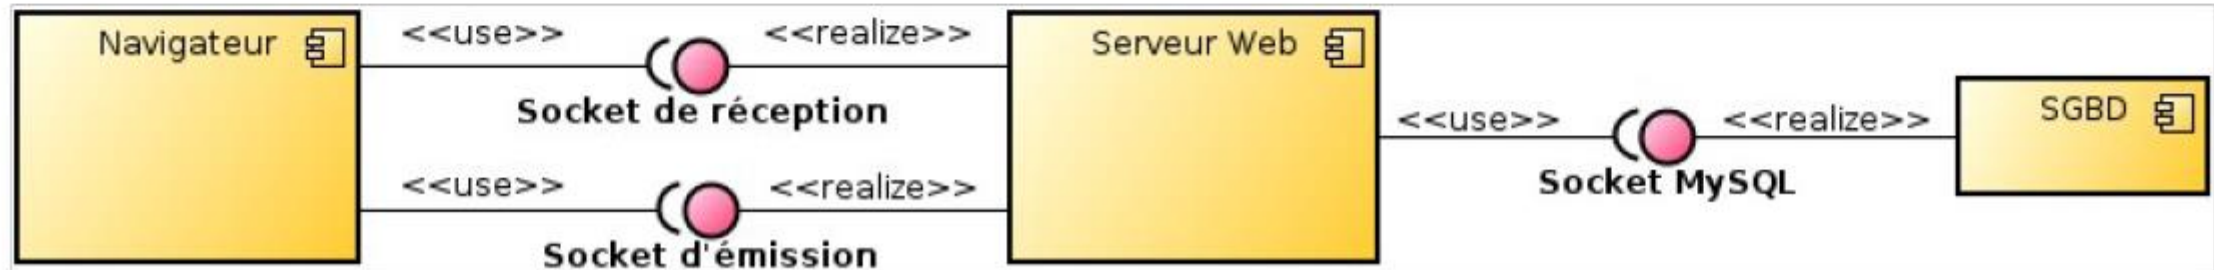 Navigateur
<<use>>
<<realize>>
Socket de réception
<<use>>
<<realize>>
Socket d'émission
Serveur Web
<<use>>
<<realize>>
Socket MySQL
SGBD